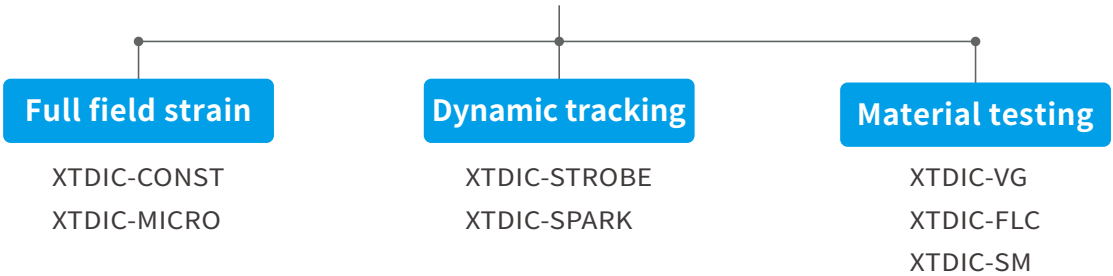 Full field strain
XTDIC-CONST
XTDIC-MICRO
Dynamic tracking
XTDIC-STROBE
XTDIC-SPARK
Material testing
XTDIC-VG
XTDIC-FLC
XTDIC-SM